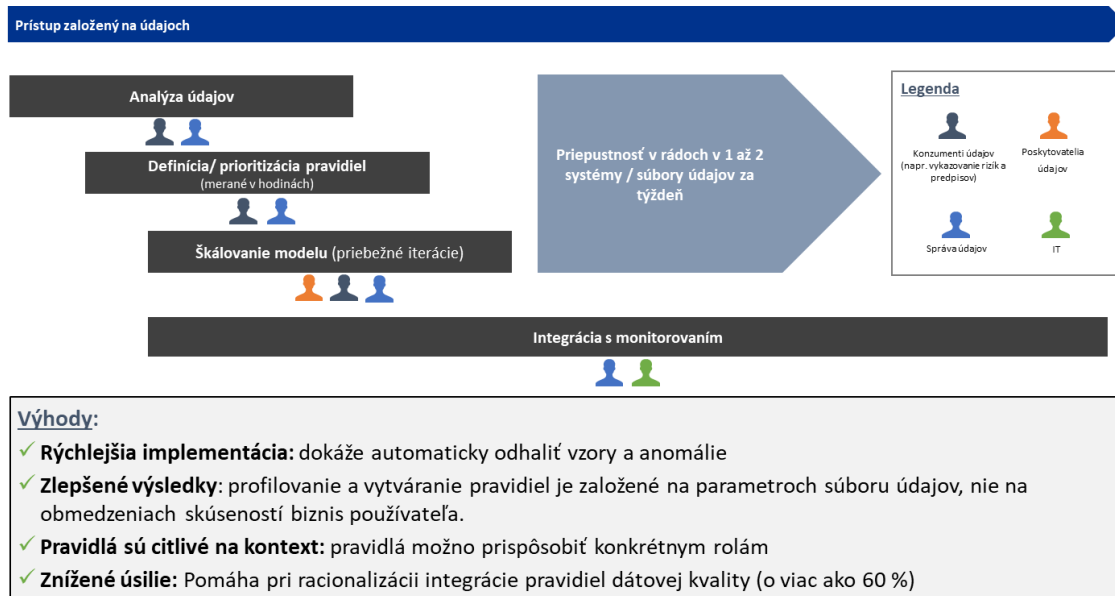 Prístup založený na údajoch
Analýza údajov
Definícia/ prioritizácia pravidiel
(merané v hodinách)
Škálovanie modelu (priebežné iterácie)
Integrácia s monitorovaním
Priepustnosť v rádoch v 1 až 2
systémy / súbory údajov za
týždeň
Legenda
Konzumenti údajov
(napr. vykazovanie rizík a
predpisov)
Poskytovatelia
údajov
Správa údajov
IT
Výhody:
✓ Rýchlejšia implementácia: dokáže automaticky odhaliť vzory a anomálie
✓ Zlepšené výsledky: profilovanie a vytváranie pravidiel je založené na parametroch súboru údajov, nie na
obmedzeniach skúseností biznis používateľa.
✓ Pravidlá sú citlivé na kontext: pravidlá možno prispôsobiť konkrétnym rolám
✓ Znížené úsilie: Pomáha pri racionalizácii integrácie pravidiel dátovej kvality (o viac ako 60 %)